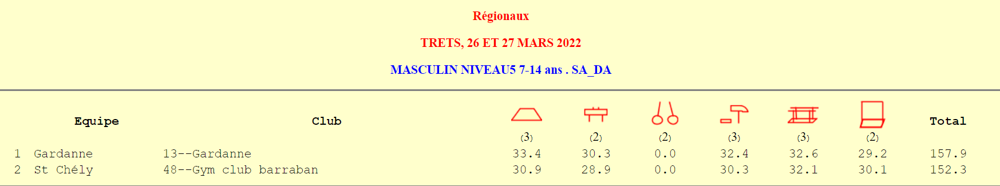 Régionaux
TRETS, 26 ET 27 MARS 2022
MASCULIN NIVEAU5 7-14 ans . SA_DA
Equipe Club Total
(3) (2) (2) (3) (3) (2)
1 Gardanne 13--Gardanne 33.4 30.3 0.0 32.4 32.6 29.2 157.9
2 St Chély 48--Gym club barraban 30.9 28.9 0.0 30.3 32.1 30.1 152.3